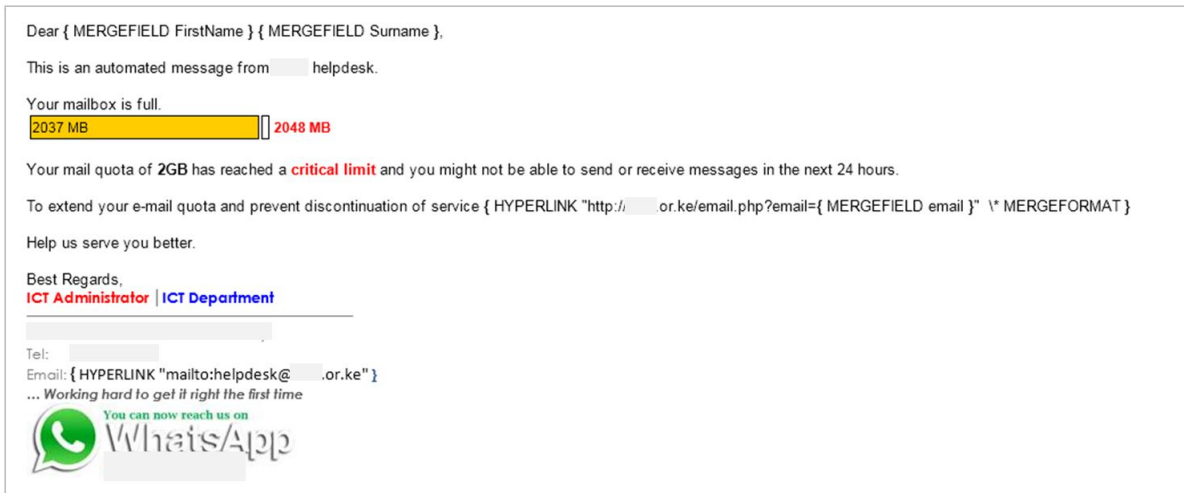 Dear { MERGEFIELD FirstName } { MERGEFIELD Surname },
This is an automated message from helpdesk.
Your mailbox is full.
2037 MB 2048 MB
Your mail quota of 2GB has reached a critical limit and you might not be able to send or receive messages in the next 24 hours.
To extend your e-mail quota and prevent discontinuation of service { HYPERLINK "http:// .or.ke/email.php?email={ MERGEFIELD email }" \* MERGEFORMAT }
Help us serve you better.
Best Regards,
ICT Administrator | ICT Department
Tel:
Email: { HYPERLINK "mailto:helpdesk@ .or.ke" }
... Working hard to get it right the first time
You can now reach us on
WhatsApp